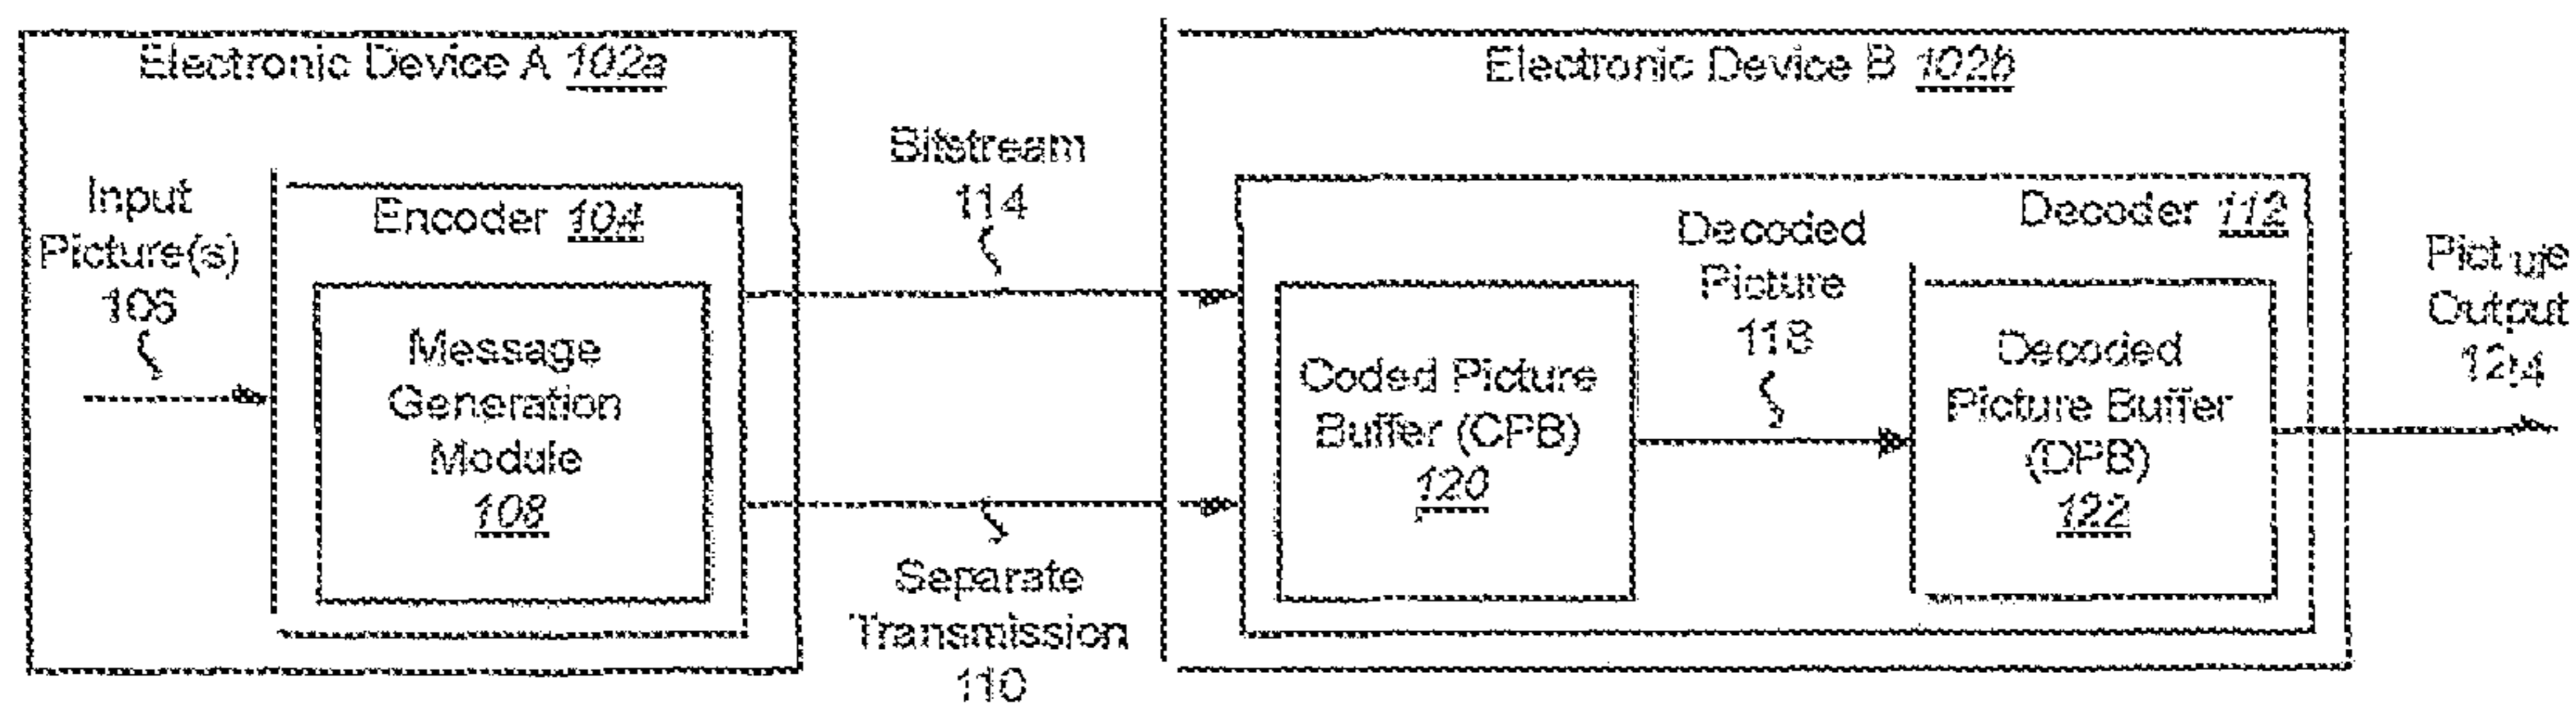 Electronic Device A 102a
Input
Picture(s)
106
Encoder 104
Message
Generation
Module
108
Bitstream
114
Separate
Transmission
110
Electronic Device B 102b
Decoder 112
Coded Picture
Buffer (CPB)
120
Decoded
Picture
118
Decoded
Picture Buffer
(DPB)
122
Picture
Output
124